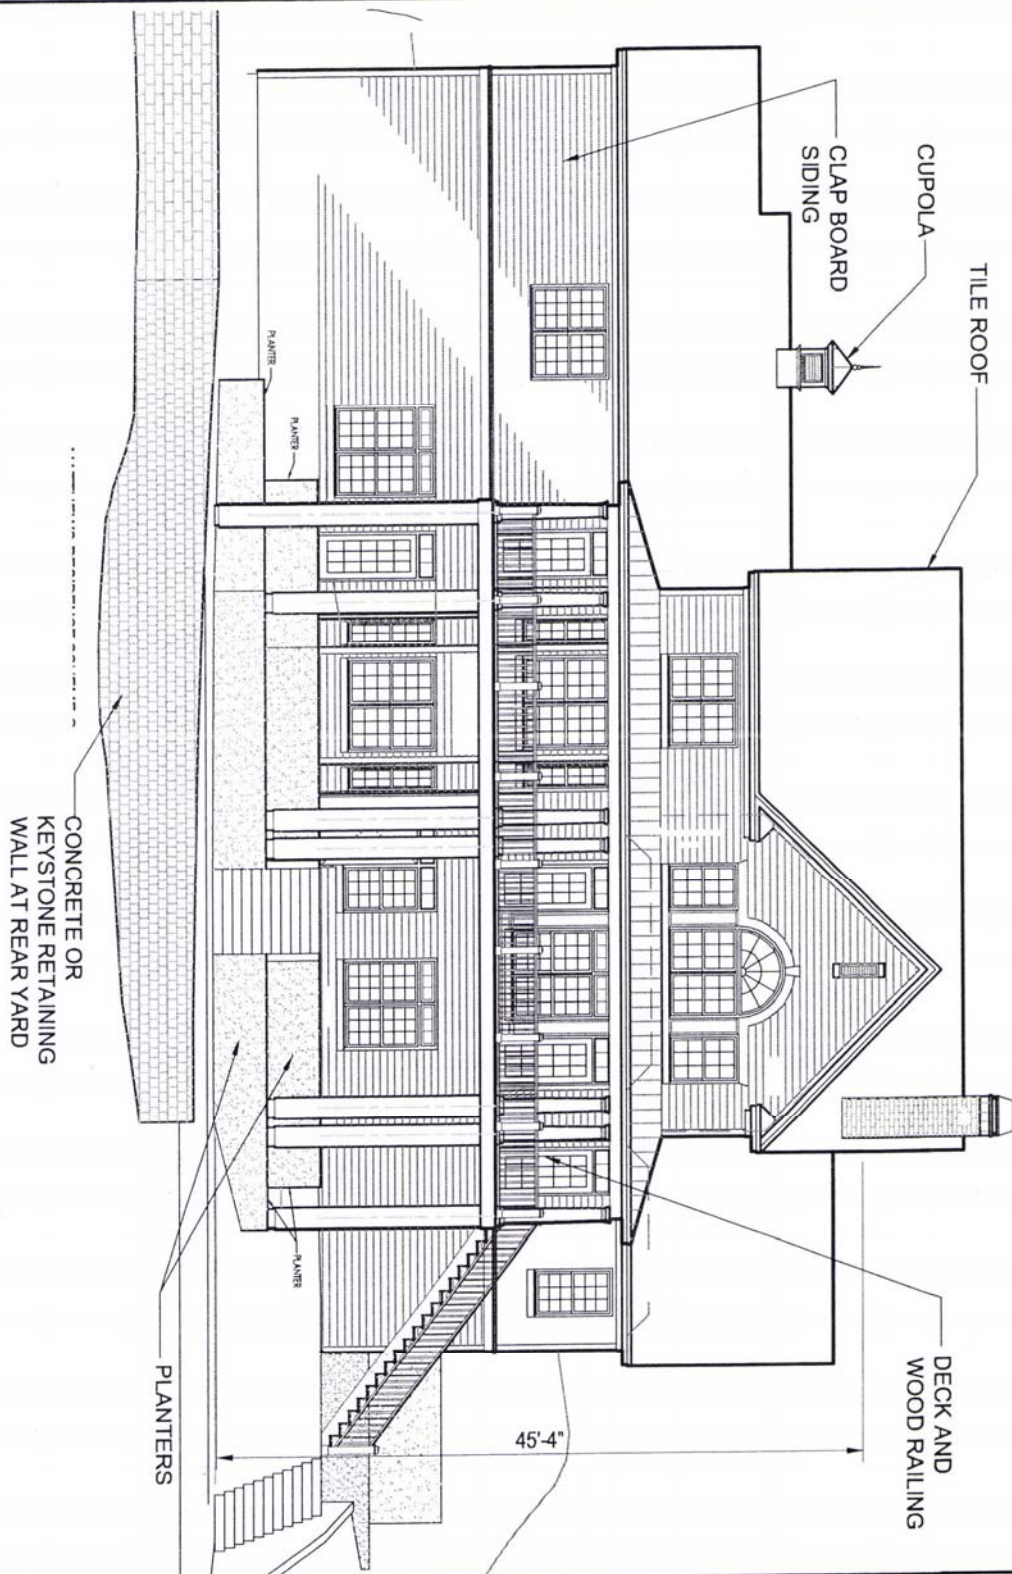 TILE ROOF
CUPOLA
CLAP BOARD
SIDING
DECK AND
WOOD RAILING
45'-4"
PLANTER
PLANTER
PLANTER
PLANTERS
CONCRETE OR
KEYSTONE RETAINING
WALL AT REAR YARD